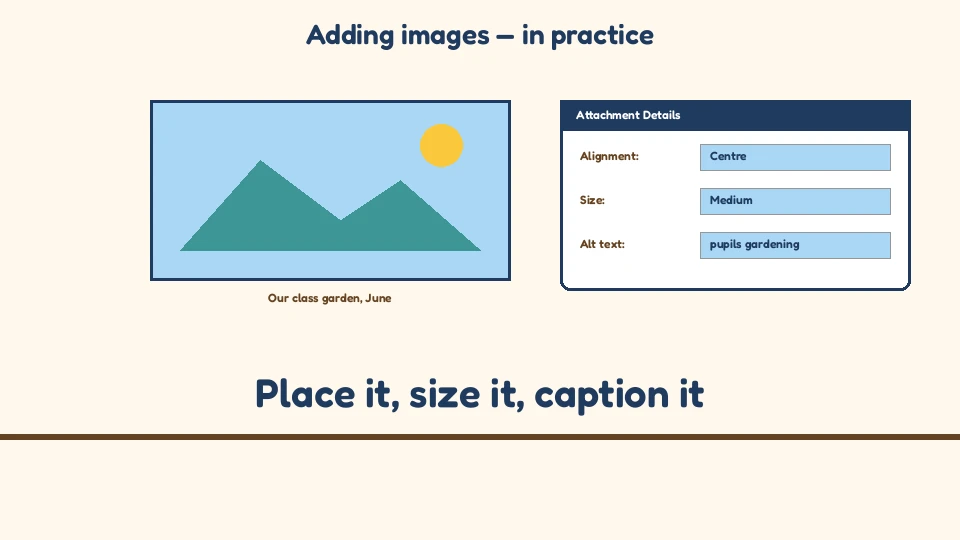 Adding images — in practice
Our class garden, June
Attachment Details
Alignment: Centre
Size: Medium
Alt text: pupils gardening
Place it, size it, caption it